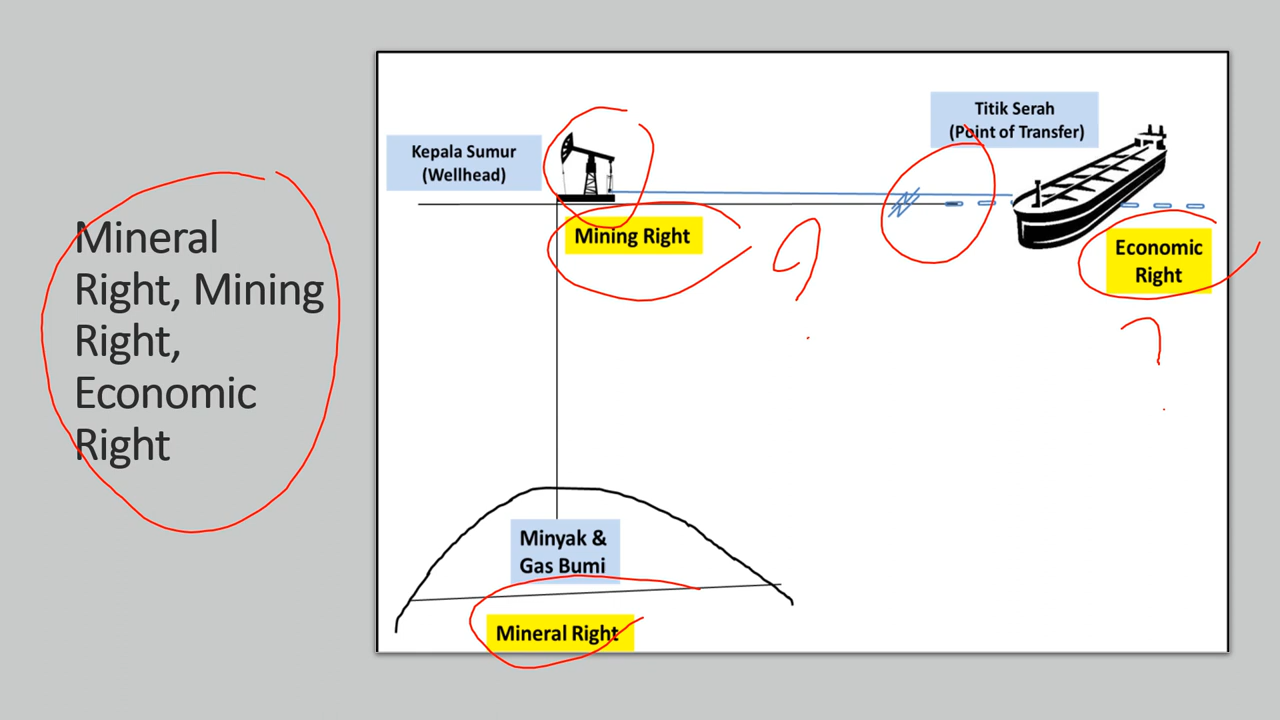 Mineral
Right, Mining
Right,
Economic
Right
Kepala Sumur
(Wellhead)
Titik Serah
(Point of Transfer)
Mining Right
Economic
Right
?
?
Minyak &
Gas Bumi
Mineral Right